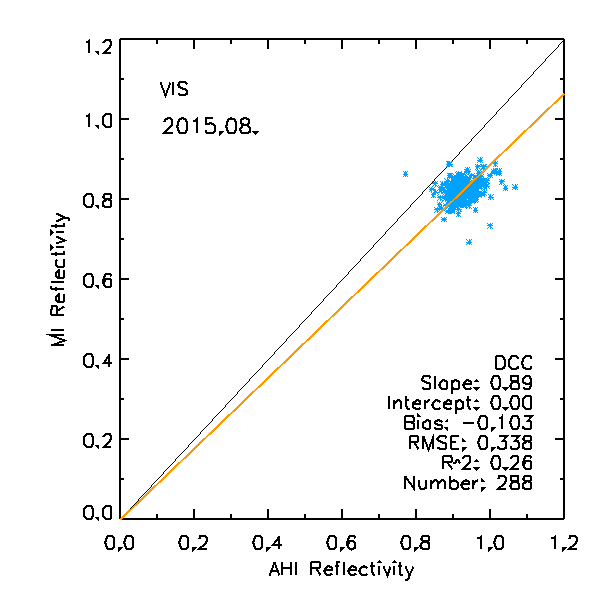 1.2
VIS
2015.08.
1.0
0.8
0.6
0.4
0.2
0.0
MI Reflectivity
DCC
Slope: 0.89
Intercept: 0.00
Bias: -0.103
RMSE: 0.338
R^2: 0.26
Number: 288
0.0 0.2 0.4 0.6 0.8 1.0 1.2
AHI Reflectivity